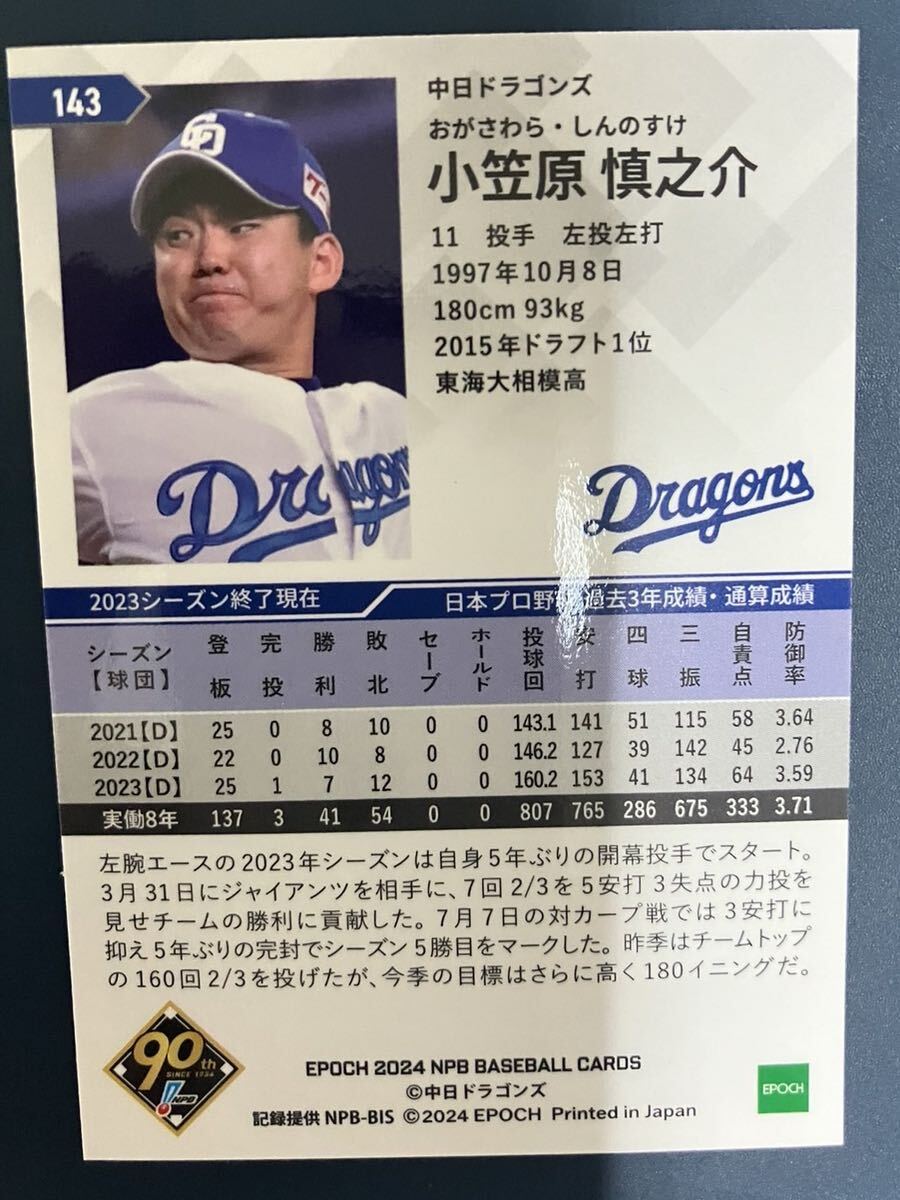 143
中日ドラゴンズ
おがさわら・しんのすけ
小笠原 慎之介
11 投手 左投左打
1997年10月8日
180cm 93kg
2015年ドラフト1位
東海大相模高
Dragons
Dragons
2023シーズン終了現在 日本プロ野球 過去3年成績・通算成績
シーズン【球団】 登板 完投 勝利 敗北 セーブ ホールド 投球回 安打 四球 三振 自責点 防御率
2021【D】 25 0 8 10 0 0 143.1 141 51 115 58 3.64
2022【D】 22 0 10 8 0 0 146.2 127 39 142 45 2.76
2023【D】 25 1 7 12 0 0 160.2 153 41 134 64 3.59
実働8年 137 3 41 54 0 0 807 765 286 675 333 3.71
左腕エースの2023年シーズンは自身5年ぶりの開幕投手でスタート。
3月31日にジャイアンツを相手に、7回2/3を5安打3失点の力投を
見せチームの勝利に貢献した。7月7日の対カープ戦では3安打に
抑え5年ぶりの完封でシーズン5勝目をマークした。昨季はチームトップ
の160回2/3を投げたが、今季の目標はさらに高く180イニングだ。
90th
SINCE 1934
NPB
EPOCH 2024 NPB BASEBALL CARDS
©中日ドラゴンズ
記録提供 NPB-BIS ©2024 EPOCH Printed in Japan
EPOCH